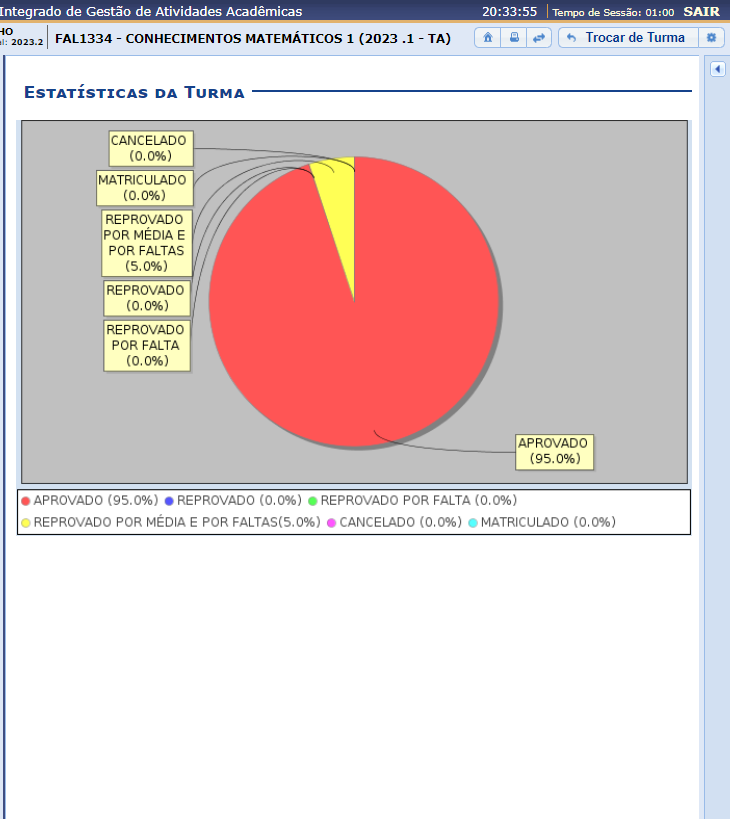 Integrado de Gestão de Atividades Acadêmicas
20:33:55
Tempo de Sessão: 01:00
SAIR
HO
el: 2023.2
FAL1334 - CONHECIMENTOS MATEMÁTICOS 1 (2023 .1 - TA)
Trocar de Turma
ESTATÍSTICAS DA TURMA
CANCELADO
(0.0%)
MATRICULADO
(0.0%)
REPROVADO
POR MÉDIA E
POR FALTAS
(5.0%)
REPROVADO
(0.0%)
REPROVADO
POR FALTA
(0.0%)
APROVADO
(95.0%)
APROVADO (95.0%) REPROVADO (0.0%) REPROVADO POR FALTA (0.0%)
REPROVADO POR MÉDIA E POR FALTAS(5.0%) CANCELADO (0.0%) MATRICULADO (0.0%)